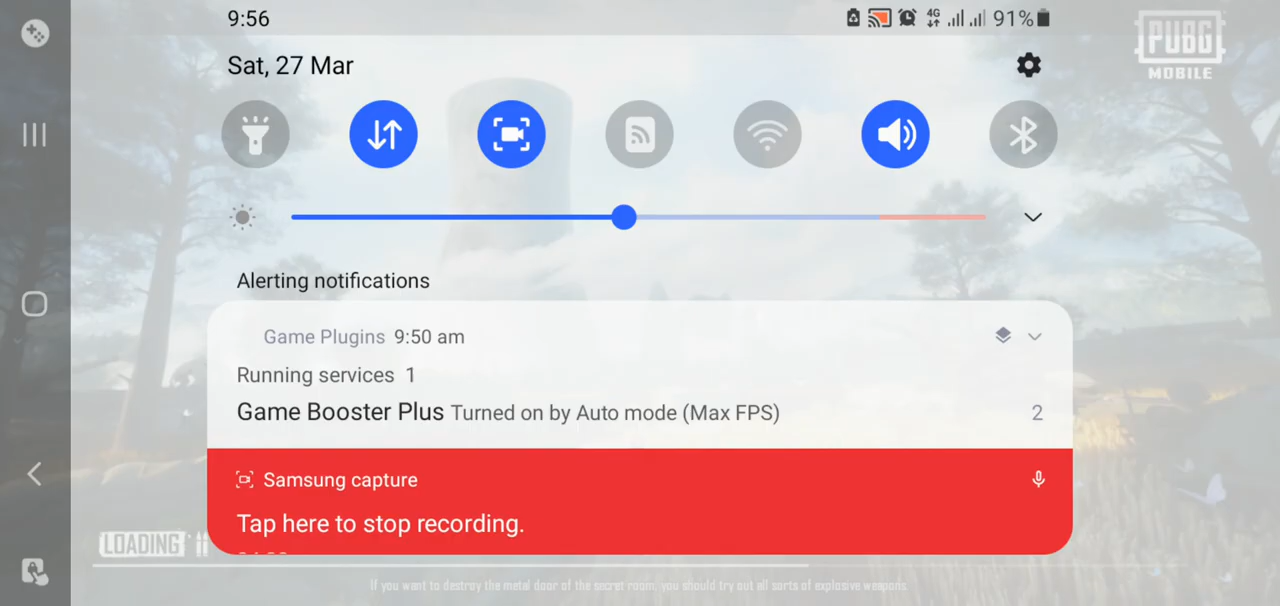 9:56
4G
91%
PUBG
MOBILE
Sat, 27 Mar
Alerting notifications
Game Plugins 9:50 am
Running services 1
Game Booster Plus Turned on by Auto mode (Max FPS)
2
Samsung capture
Tap here to stop recording.
LOADING
If you want to destroy the metal door of the secret room, you should try out all sorts of explosive weapons.